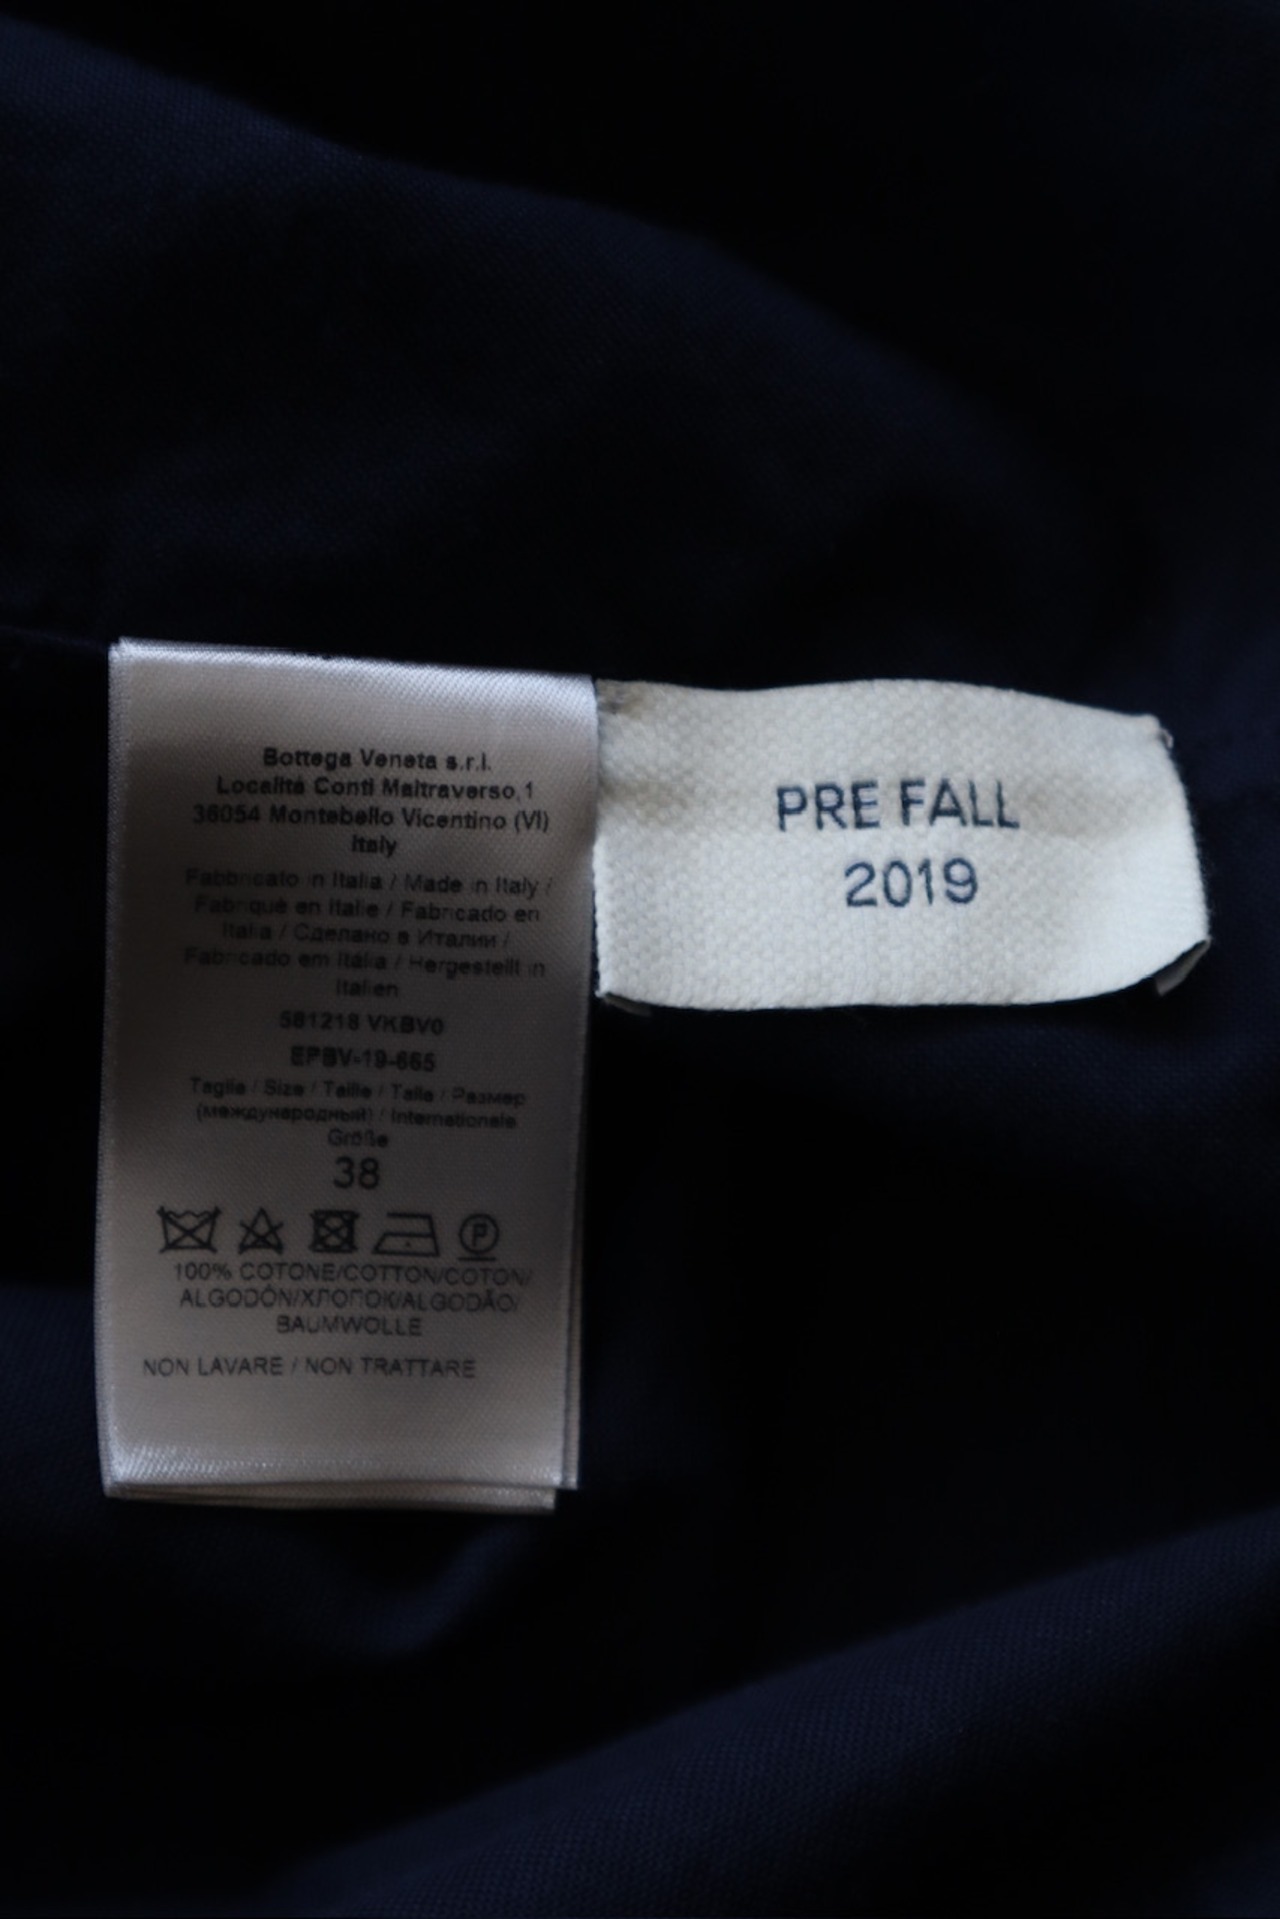 Bottega Veneta s.r.l.
Località Conti Maltraverso,1
36054 Montebello Vicentino (VI)
Italy
Fabbricato in Italia / Made in Italy /
Fabriqué en Italie / Fabricado en
Italia / Сделано в Италии /
Fabricado em Itália / Hergestellt in
Italien
581218 VKBV0
EPBV-19-665
Taglia / Size / Taille / Talla / Размер
(международный) / Internationale
Größe
38
P
100% COTONE/COTTON/COTON/
ALGODÓN/ХЛОПОК/ALGODÃO/
BAUMWOLLE
NON LAVARE / NON TRATTARE
PRE FALL
2019